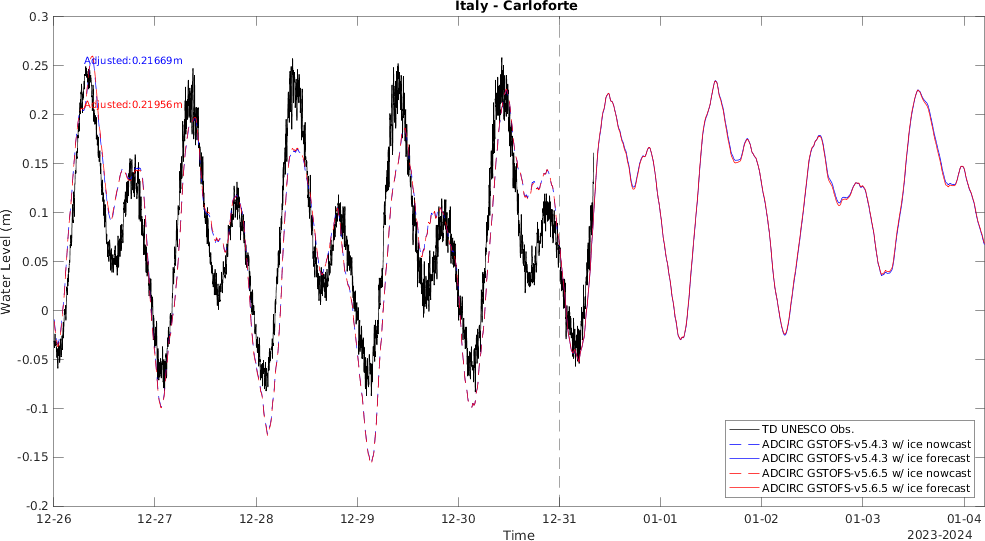 Italy - Carloforte
0.3
0.25
0.2
0.15
0.1
0.05
0
-0.05
-0.1
-0.15
-0.2
Water Level (m)
Adjusted:0.21669m
Adjusted:0.21956m
TD UNESCO Obs.
ADCIRC GSTOFS-v5.4.3 w/ ice nowcast
ADCIRC GSTOFS-v5.4.3 w/ ice forecast
ADCIRC GSTOFS-v5.6.5 w/ ice nowcast
ADCIRC GSTOFS-v5.6.5 w/ ice forecast
12-26 12-27 12-28 12-29 12-30 12-31 01-01 01-02 01-03 01-04
Time
2023-2024